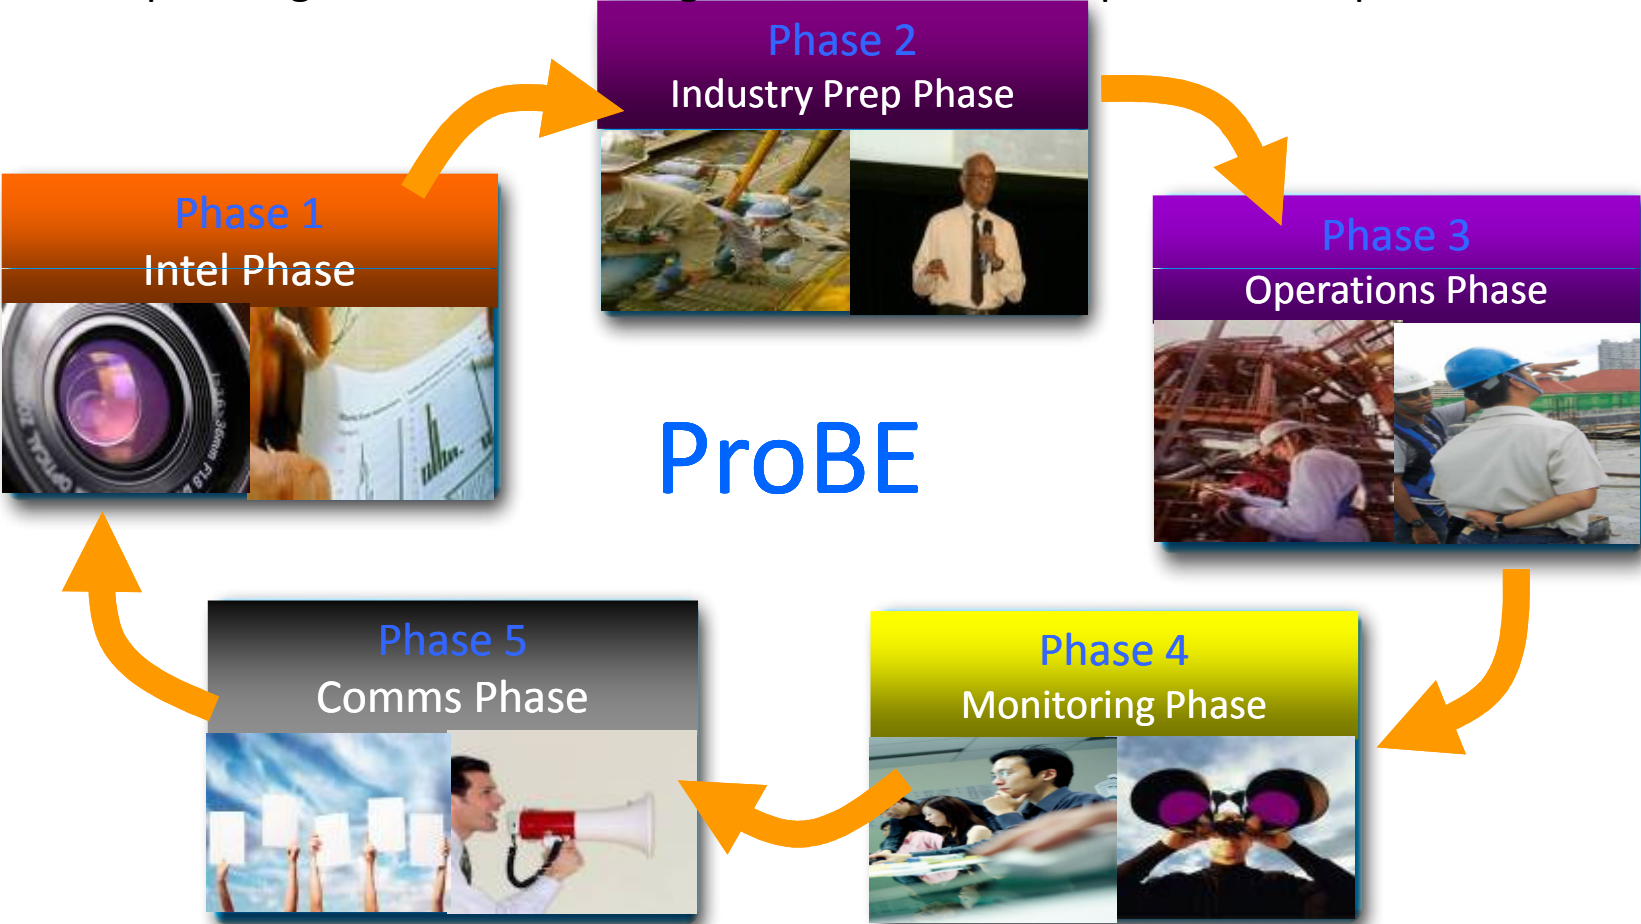 Phase 2
Industry Prep Phase
Phase 1
Intel Phase
Phase 3
Operations Phase
ProBE
Phase 5
Comms Phase
Phase 4
Monitoring Phase